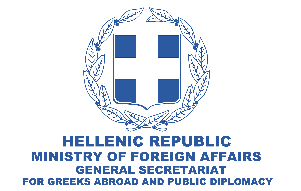 HELLENIC REPUBLIC
MINISTRY OF FOREIGN AFFAIRS
GENERAL SECRETARIAT
FOR GREEKS ABROAD AND PUBLIC DIPLOMACY